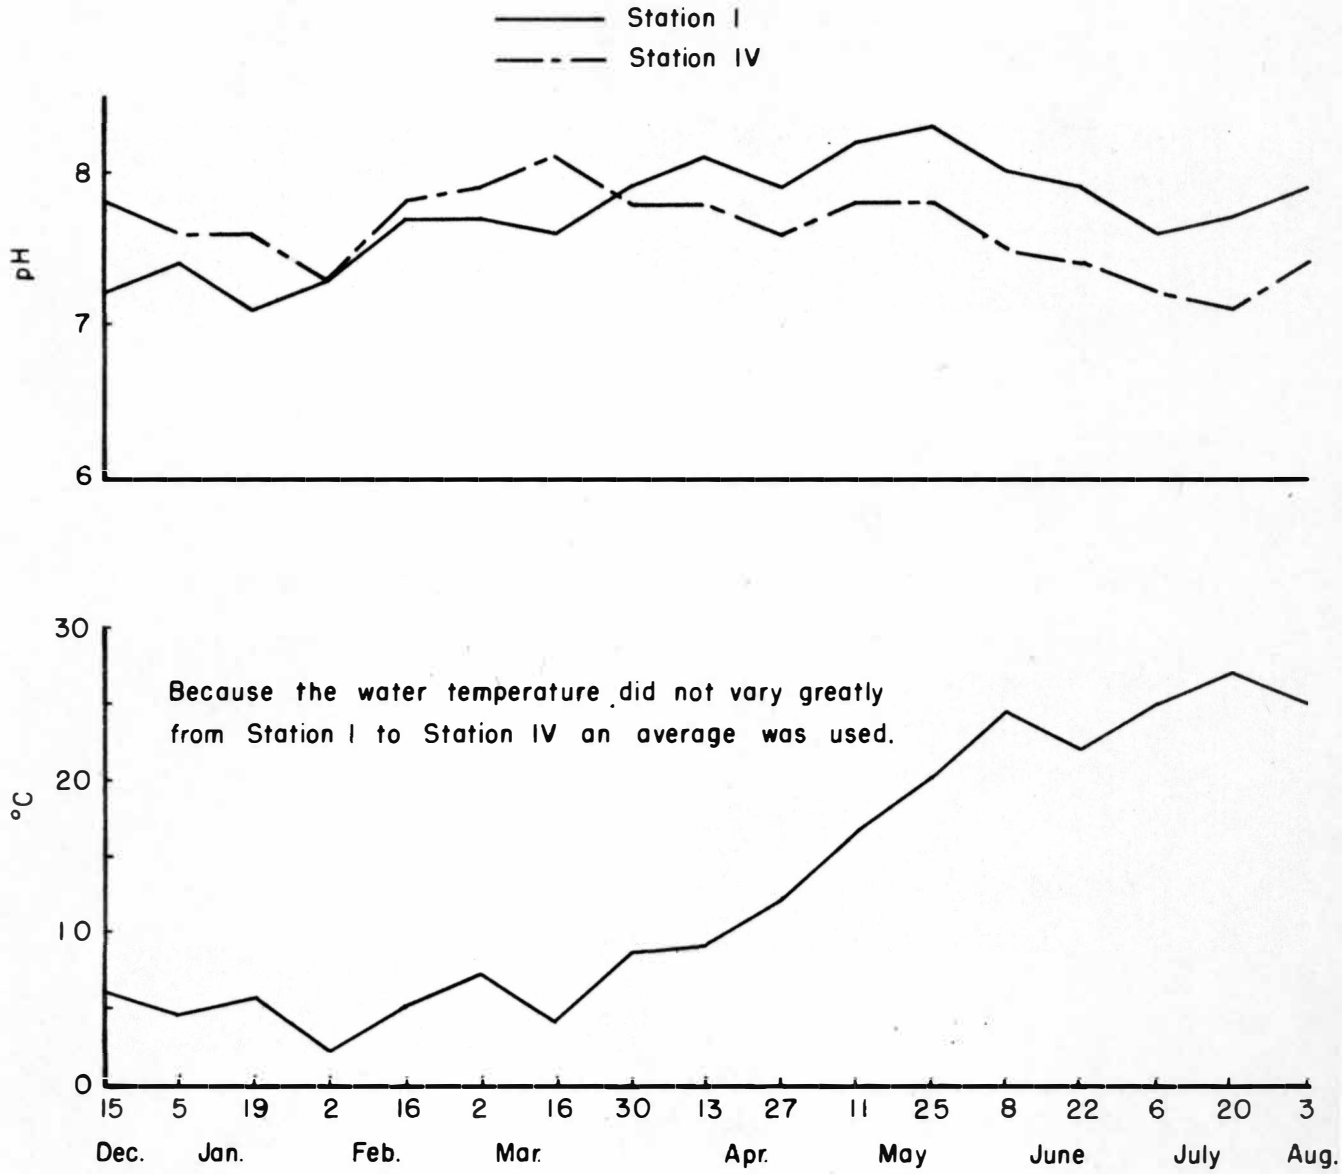 Station I
Station IV
8
pH
7
6
30
Because the water temperature did not vary greatly
from Station I to Station IV an average was used.
20
°C
10
0
15 5 19 2 16 2 16 30 13 27 11 25 8 22 6 20 3
Dec. Jan. Feb. Mar. Apr. May June July Aug.